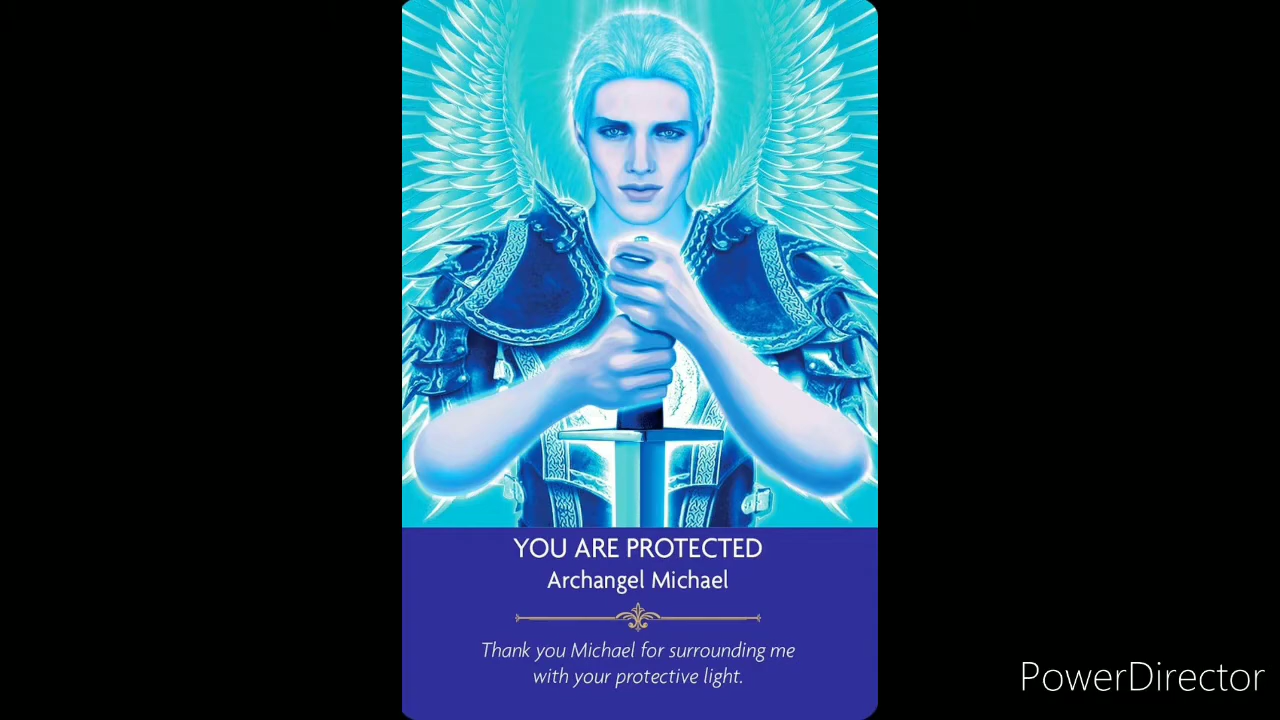 YOU ARE PROTECTED
Archangel Michael
Thank you Michael for surrounding me
with your protective light.
PowerDirector